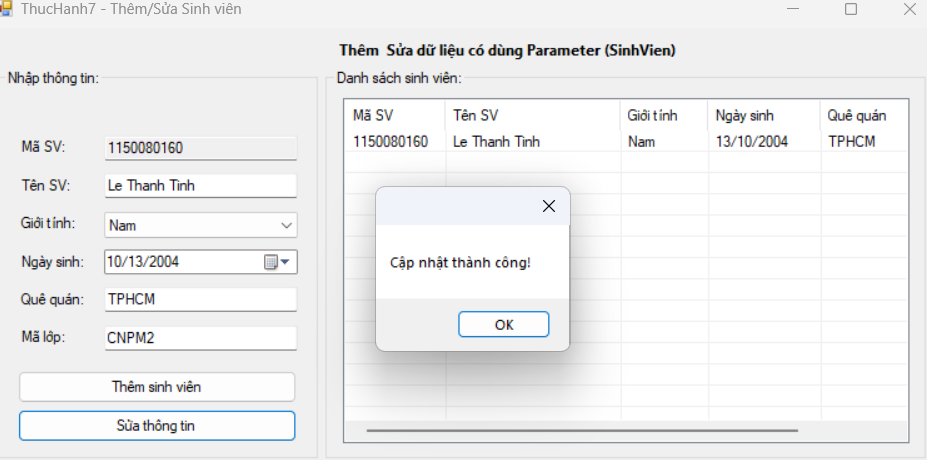 ThucHanh7 - Thêm/Sửa Sinh viên
Thêm  Sửa dữ liệu có dùng Parameter (SinhVien)
Nhập thông tin:
Mã SV: 1150080160
Tên SV: Le Thanh Tinh
Giới tính: Nam
Ngày sinh: 10/13/2004
Quê quán: TPHCM
Mã lớp: CNPM2
Thêm sinh viên
Sửa thông tin
Danh sách sinh viên:
Mã SV Tên SV Giới tính Ngày sinh Quê quán
1150080160 Le Thanh Tinh Nam 13/10/2004 TPHCM
Cập nhật thành công!
OK